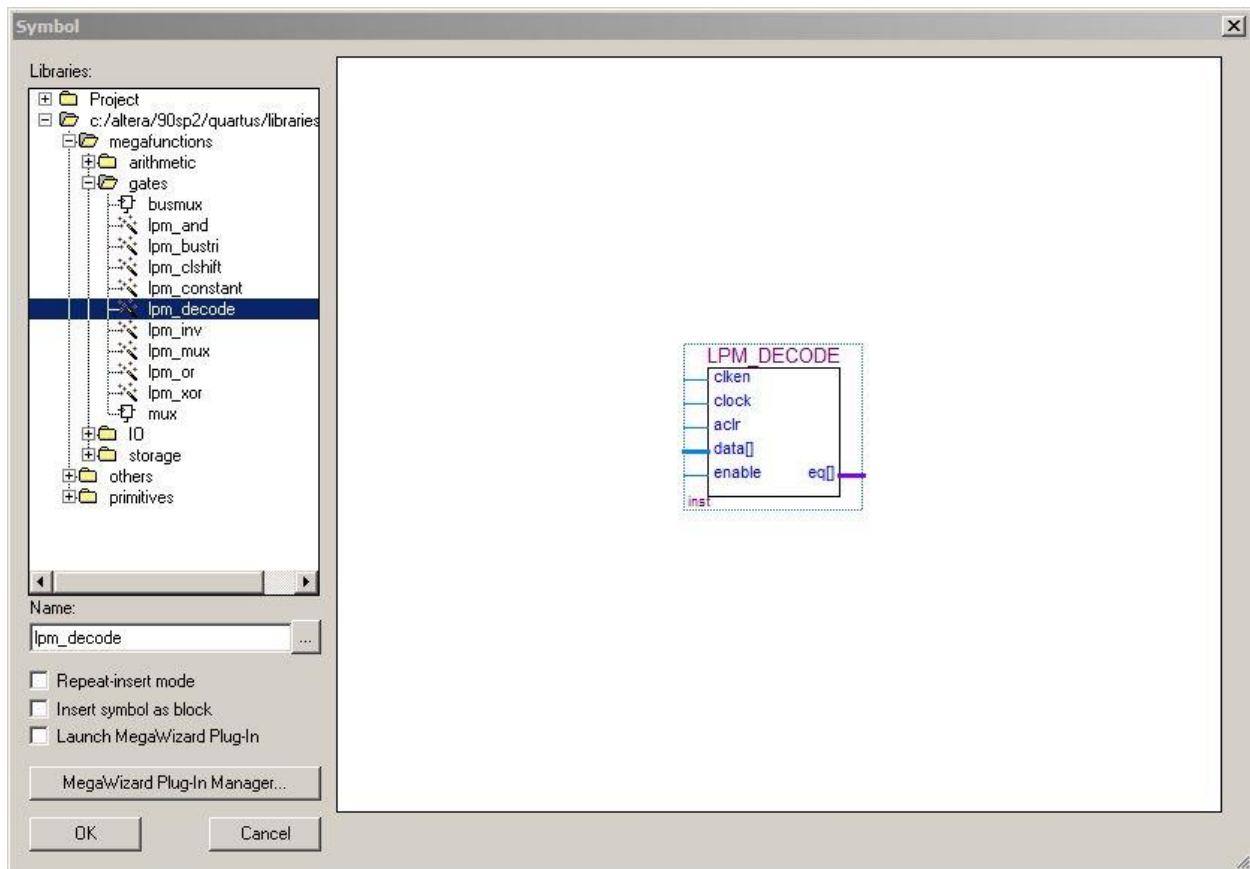 Symbol
Libraries:
Project
c:/altera/90sp2/quartus/libraries
megafunctions
arithmetic
gates
busmux
lpm_and
lpm_bustri
lpm_clshift
lpm_constant
lpm_decode
lpm_inv
lpm_mux
lpm_or
lpm_xor
mux
IO
storage
others
primitives
Name:
lpm_decode
...
Repeat-insert mode
Insert symbol as block
Launch MegaWizard Plug-In
MegaWizard Plug-In Manager...
OK Cancel
LPM_DECODE
clken
clock
aclr
data[]
enable eq[]
inst